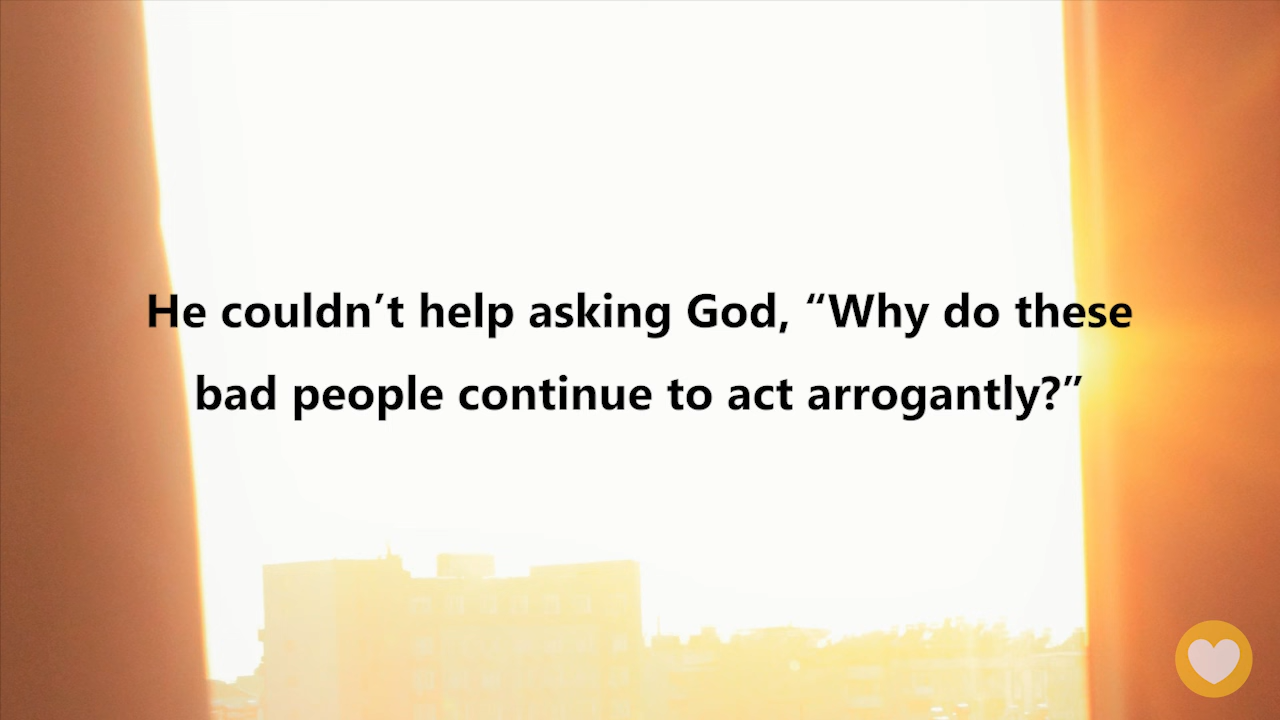 He couldn’t help asking God, “Why do these
bad people continue to act arrogantly?”